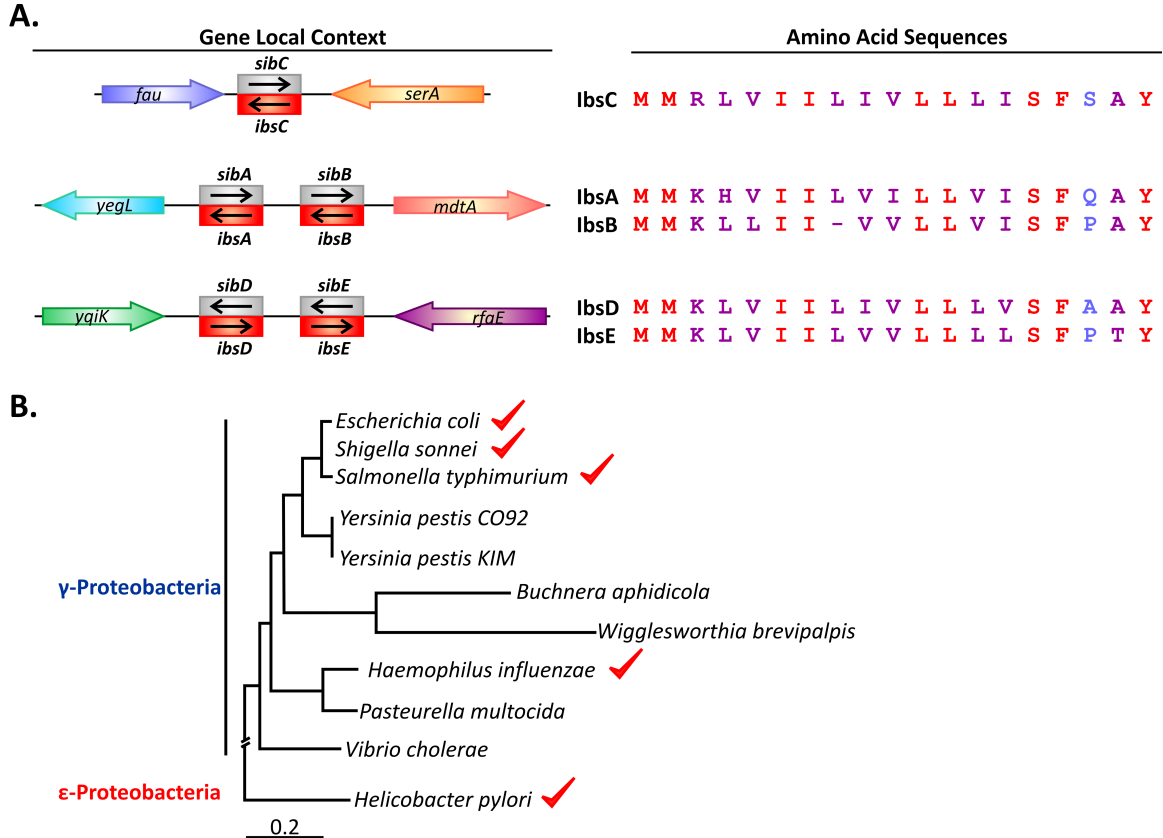 A.
Gene Local Context
Amino Acid Sequences
sibC
fau
serA
ibsC
IbsC M M R L V I I L I V L L L I S F S A Y
sibA sibB
yegL
mdtA
ibsA ibsB
IbsA M M K H V I I L V I L L V I S F Q A Y
IbsB M M K L L I I - V V L L V I S F P A Y
sibD sibE
yqiK
rfaE
ibsD ibsE
IbsD M M K L V I I L I V L L L V S F A A Y
IbsE M M K L V I I L V V L L L L S F P T Y
B.
Escherichia coli
Shigella sonnei
Salmonella typhimurium
Yersinia pestis CO92
Yersinia pestis KIM
γ-Proteobacteria
Buchnera aphidicola
Wigglesworthia brevipalpis
Haemophilus influenzae
Pasteurella multocida
Vibrio cholerae
ε-Proteobacteria
Helicobacter pylori
0.2